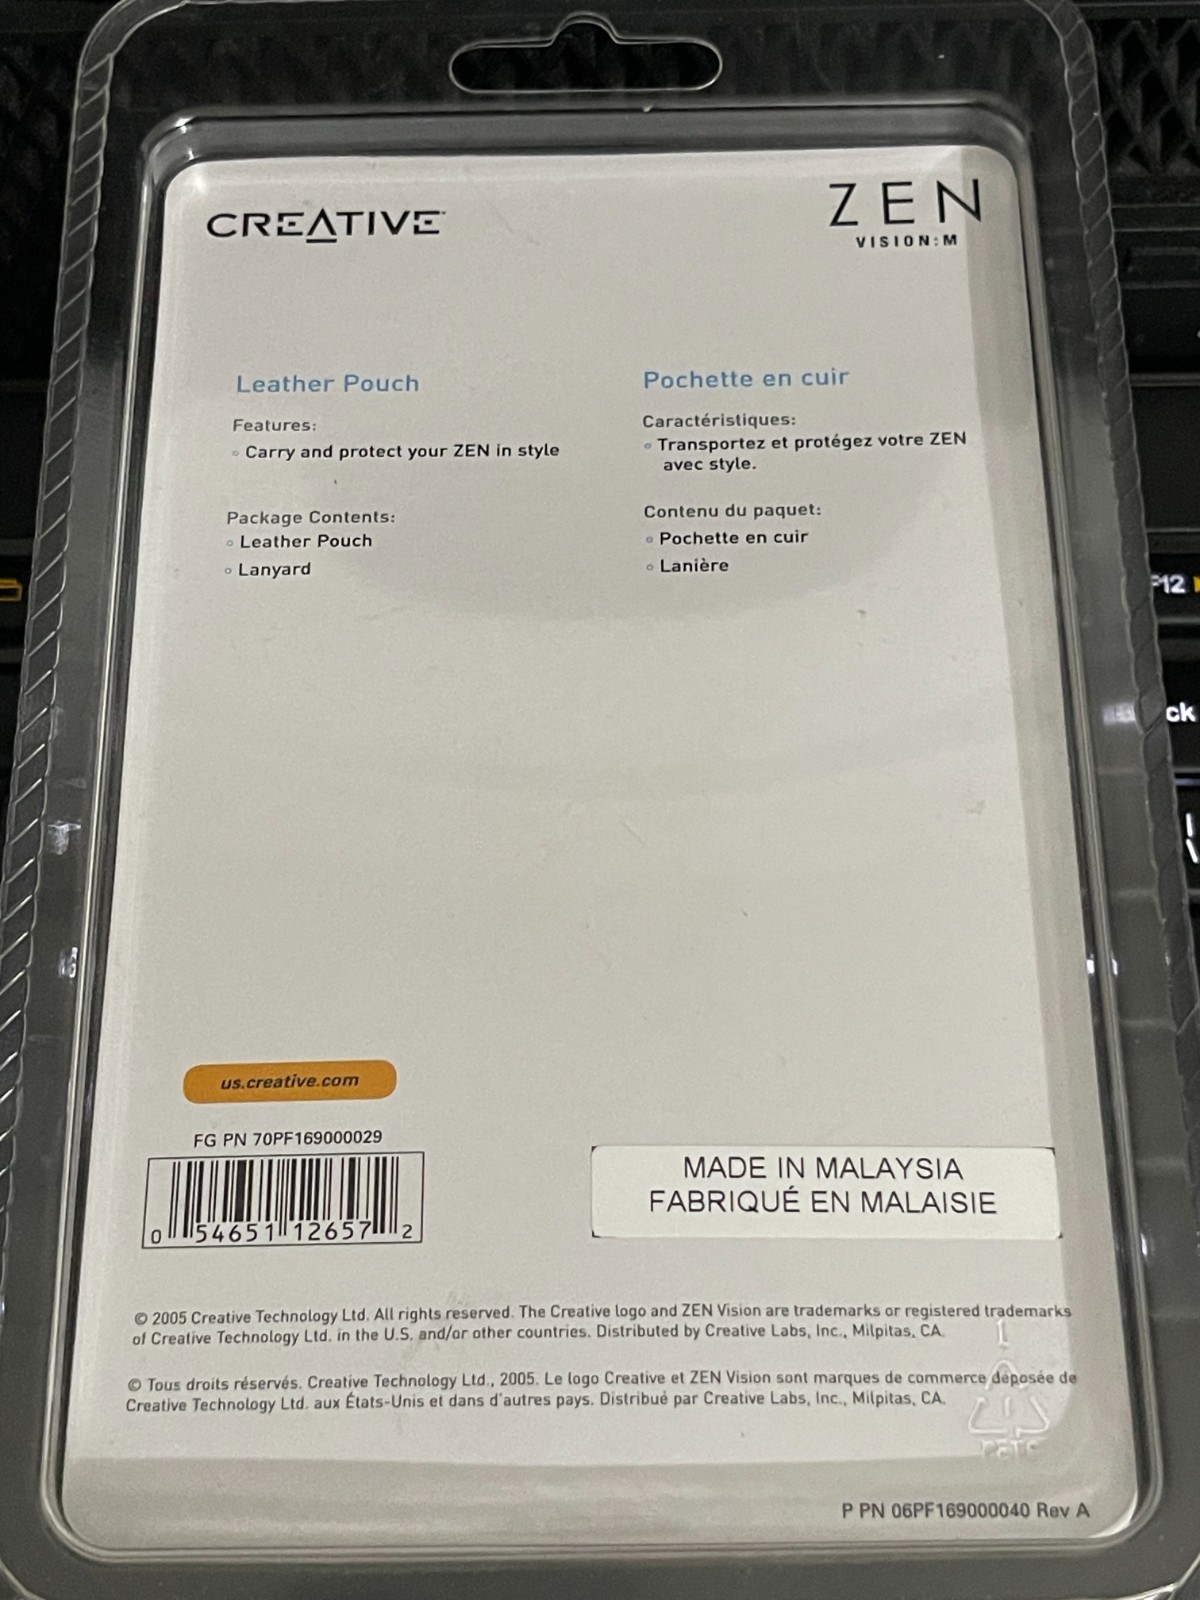 CREATIVE
ZEN
VISION:M
Leather Pouch
Features:
◦ Carry and protect your ZEN in style
Package Contents:
◦ Leather Pouch
◦ Lanyard
Pochette en cuir
Caractéristiques:
◦ Transportez et protégez votre ZEN
avec style.
Contenu du paquet:
◦ Pochette en cuir
◦ Lanière
us.creative.com
FG PN 70PF169000029
0 54651 12657 2
MADE IN MALAYSIA
FABRIQUÉ EN MALAISIE
© 2005 Creative Technology Ltd. All rights reserved. The Creative logo and ZEN Vision are trademarks or registered trademarks
of Creative Technology Ltd. in the U.S. and/or other countries. Distributed by Creative Labs, Inc., Milpitas, CA.
© Tous droits réservés. Creative Technology Ltd., 2005. Le logo Creative et ZEN Vision sont marques de commerce déposée de
Creative Technology Ltd. aux États-Unis et dans d'autres pays. Distribué par Creative Labs, Inc., Milpitas, CA.
1
P PN 06PF169000040 Rev A
F12
ck